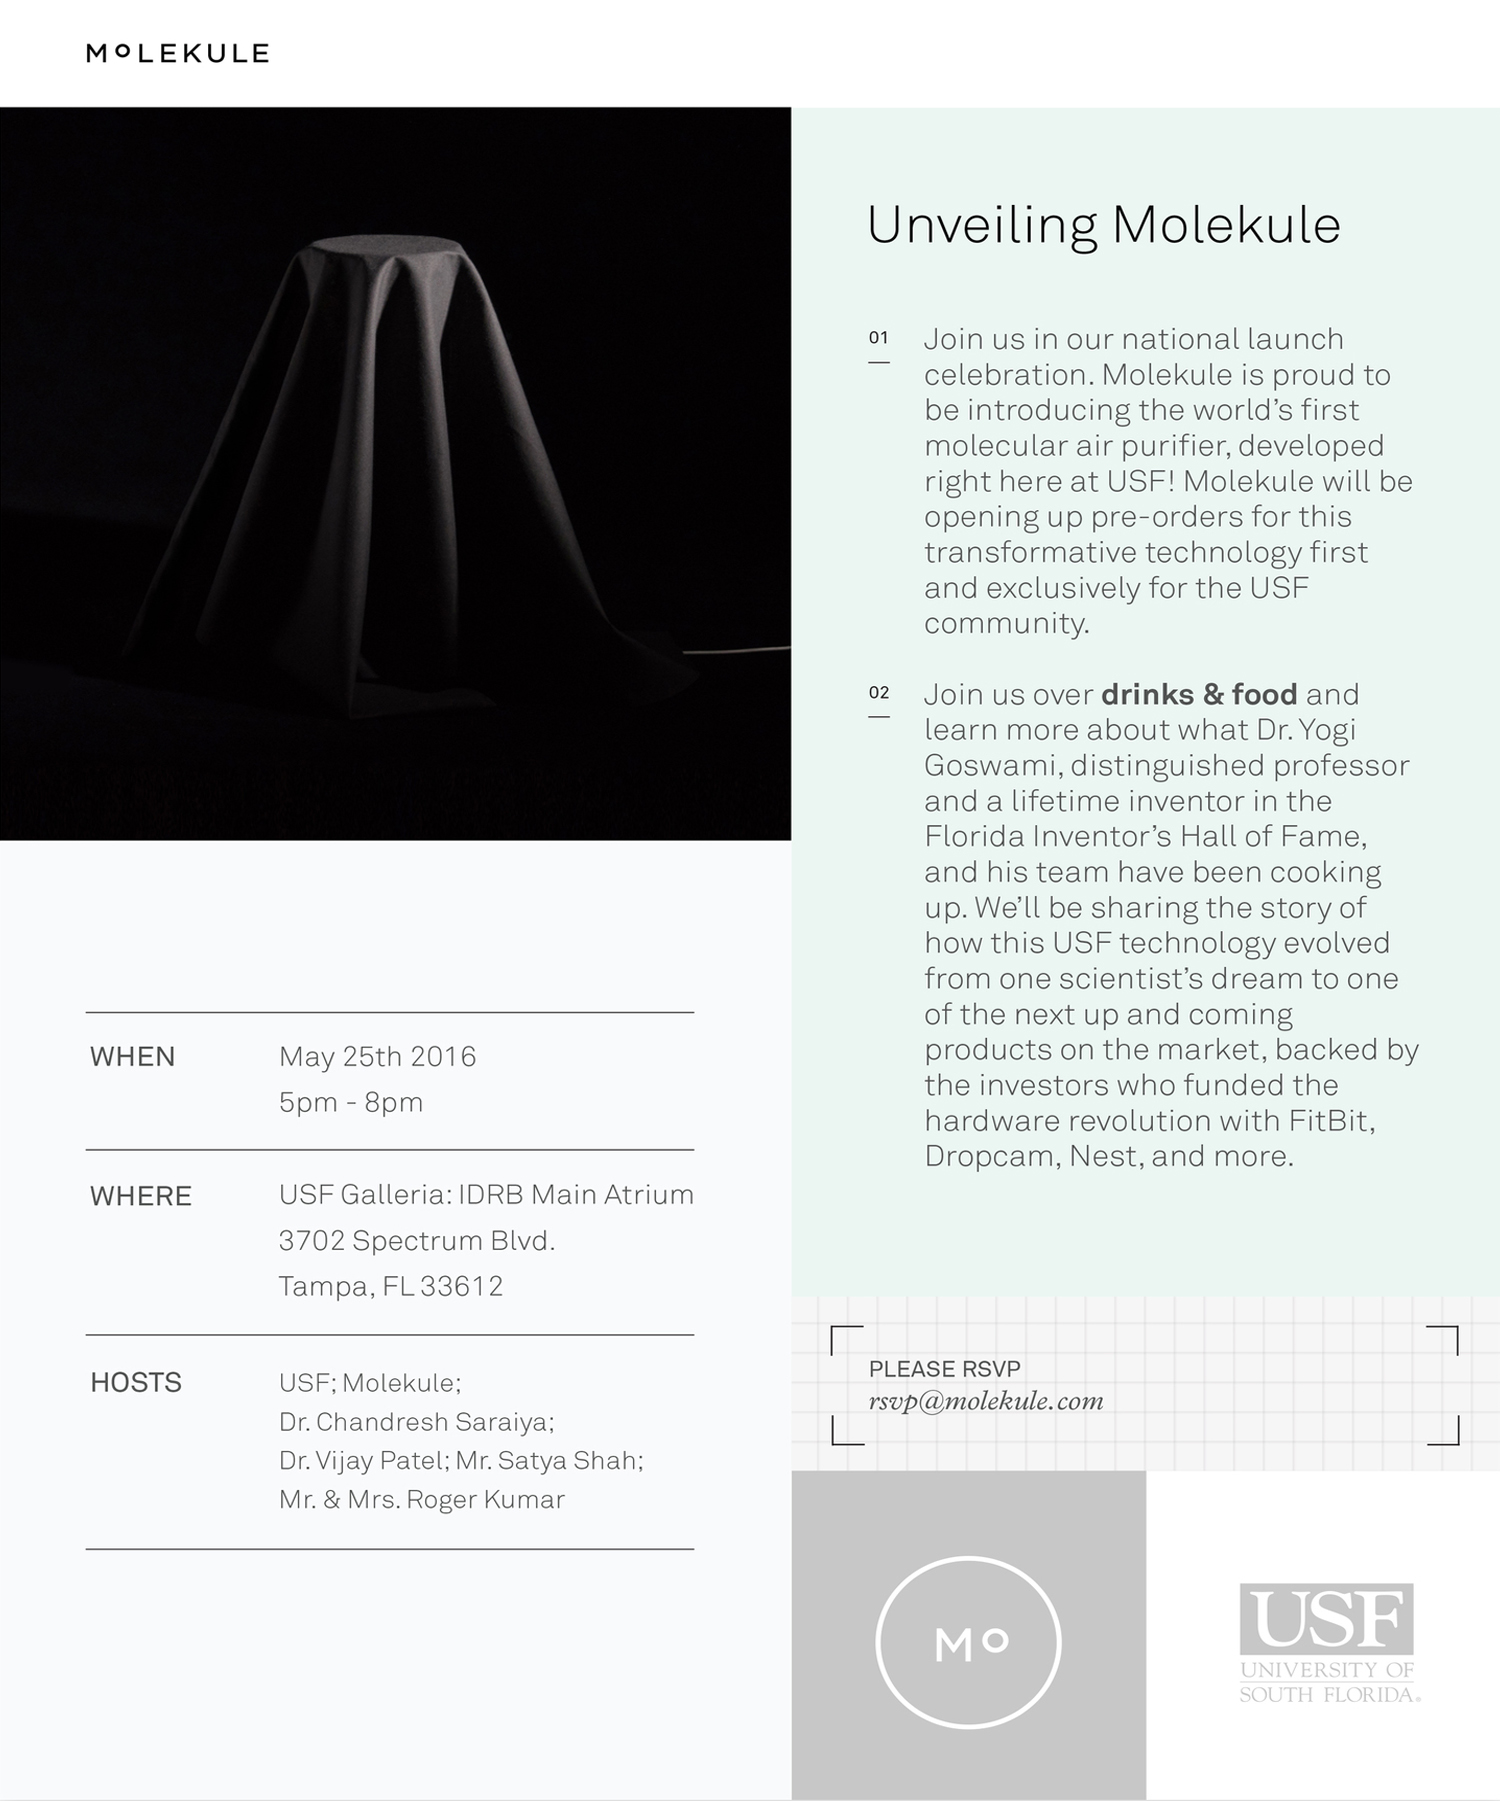 MOLEKULE
Unveiling Molekule
01
Join us in our national launch
celebration. Molekule is proud to
be introducing the world’s first
molecular air purifier, developed
right here at USF! Molekule will be
opening up pre-orders for this
transformative technology first
and exclusively for the USF
community.
02
Join us over drinks & food and
learn more about what Dr. Yogi
Goswami, distinguished professor
and a lifetime inventor in the
Florida Inventor’s Hall of Fame,
and his team have been cooking
up. We’ll be sharing the story of
how this USF technology evolved
from one scientist’s dream to one
of the next up and coming
products on the market, backed by
the investors who funded the
hardware revolution with FitBit,
Dropcam, Nest, and more.
WHEN
May 25th 2016
5pm - 8pm
WHERE
USF Galleria: IDRB Main Atrium
3702 Spectrum Blvd.
Tampa, FL 33612
HOSTS
USF; Molekule;
Dr. Chandresh Saraiya;
Dr. Vijay Patel; Mr. Satya Shah;
Mr. & Mrs. Roger Kumar
PLEASE RSVP
rsvp@molekule.com
MO
USF
UNIVERSITY OF
SOUTH FLORIDA®